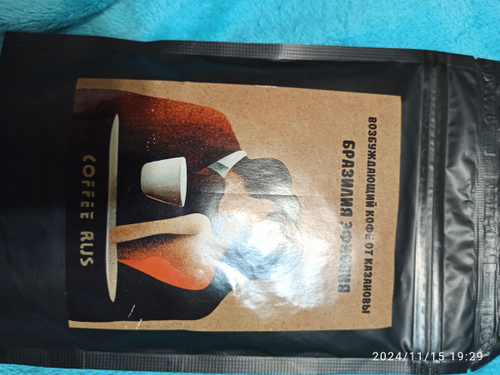 ВОЗБУЖДАЮЩИЙ КОФЕ ОТ КАЗАНОВЫ
БРАЗИЛИЯ ЭФИОПИЯ
COFFEE RUS
2024/11/15 19:29